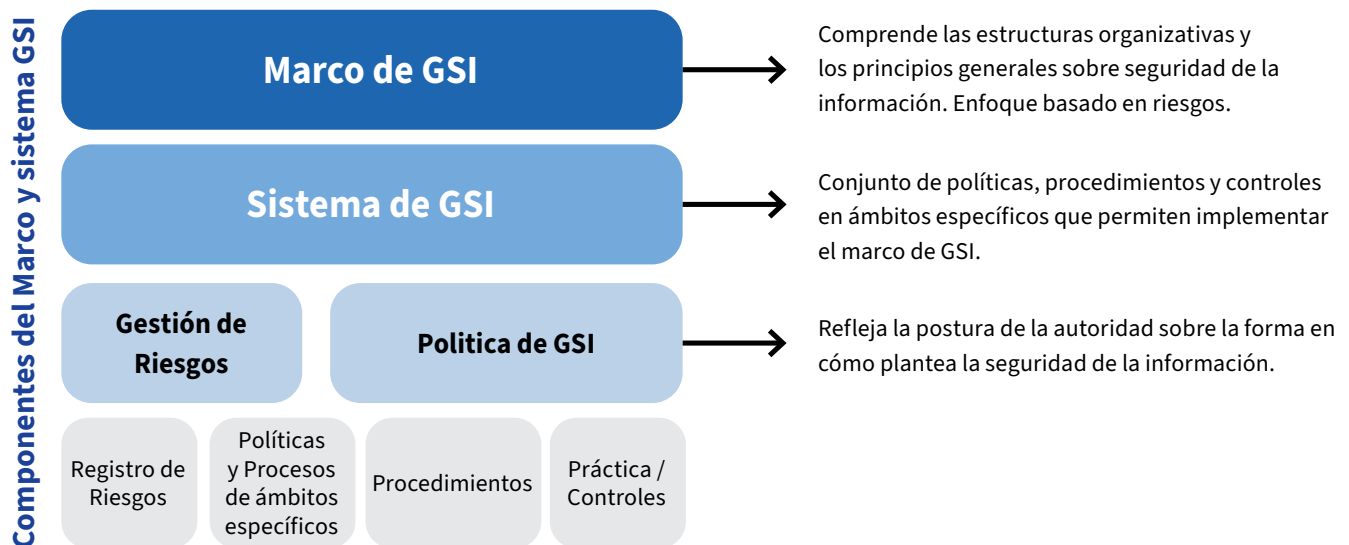 Componentes del Marco y sistema GSI
Marco de GSI
Comprende las estructuras organizativas y
los principios generales sobre seguridad de la
información. Enfoque basado en riesgos.
Sistema de GSI
Conjunto de políticas, procedimientos y controles
en ámbitos específicos que permiten implementar
el marco de GSI.
Gestión de
Riesgos
Politica de GSI
Refleja la postura de la autoridad sobre la forma en
cómo plantea la seguridad de la información.
Registro de
Riesgos
Políticas
y Procesos
de ámbitos
específicos
Procedimientos
Práctica /
Controles